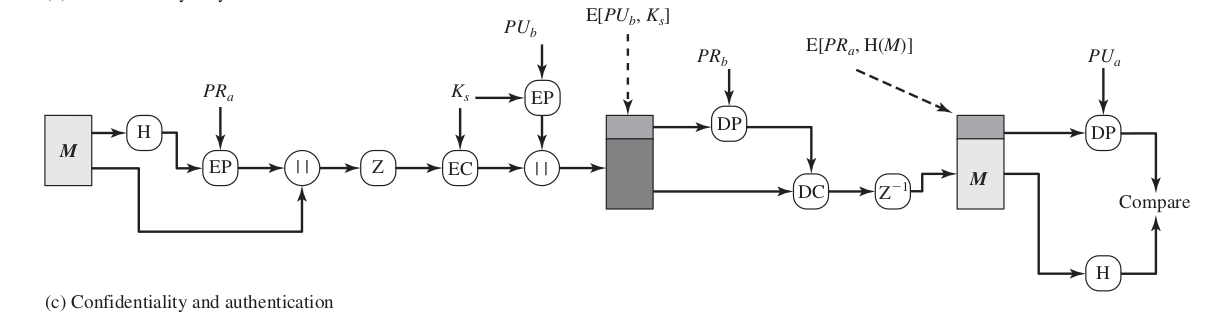 PU_b
E[PU_b, K_s]
E[PR_a, H(M)]
PR_a
K_s
EP
PR_b
PU_a
M
H
EP
||
Z
EC
||
DP
DC
Z⁻¹
M
DP
Compare
H
(c) Confidentiality and authentication